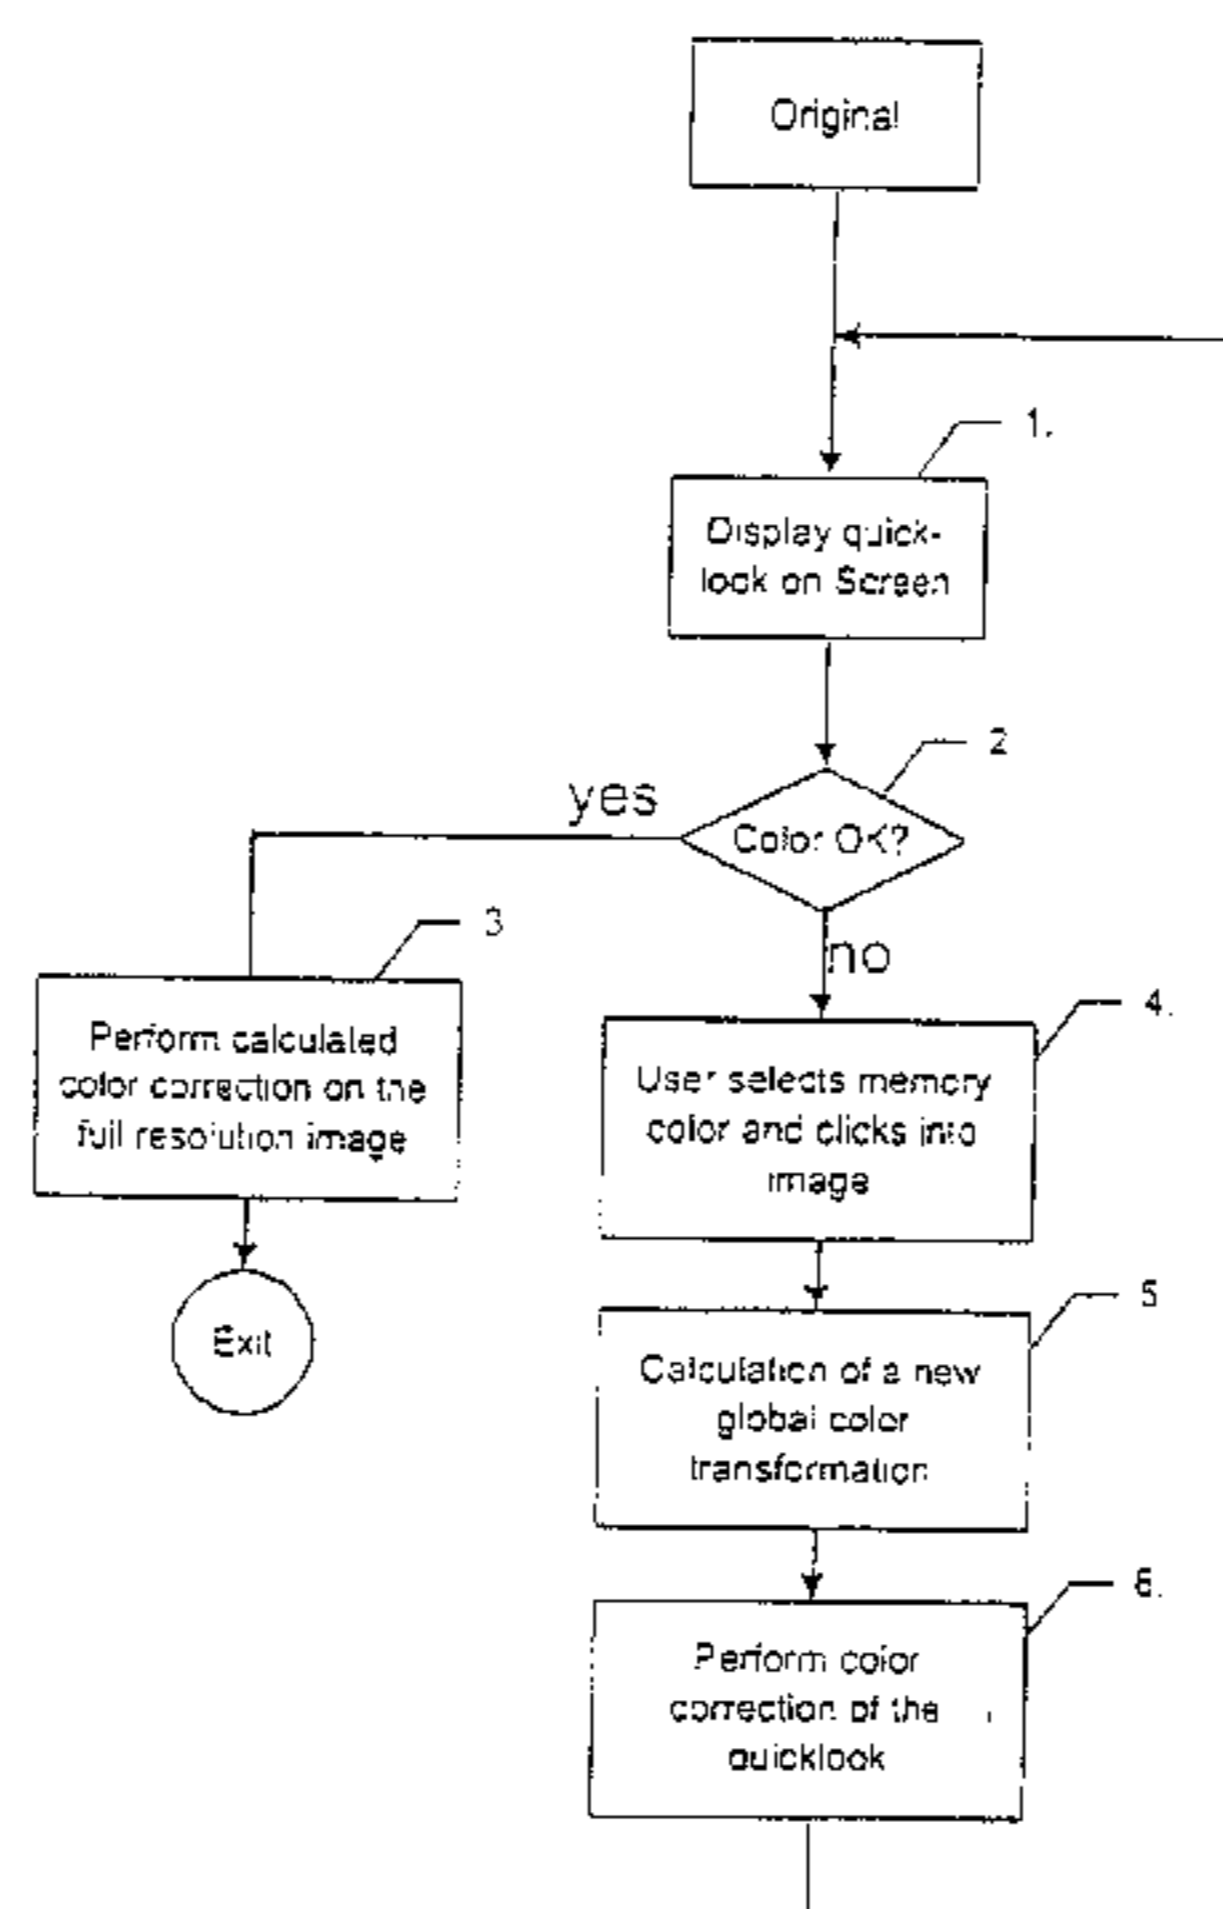 Original
1.
Display quick-
look on Screen
2
yes
Color OK?
3
no
4.
Perform calculated
color correction on the
full resolution image
User selects memory
color and clicks into
image
5
Exit
Calculation of a new
global color
transformation
6.
Perform color
correction of the
quicklook